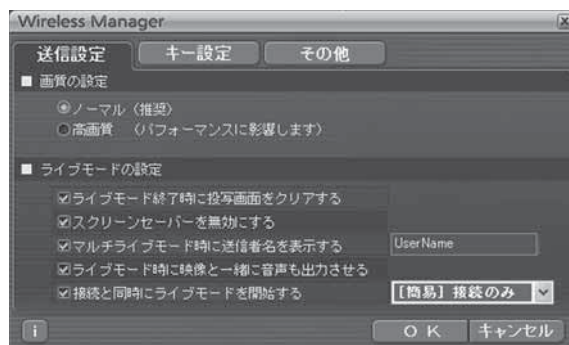 Wireless Manager
送信設定 キー設定 その他
■ 画質の設定
ノーマル（推奨）
高画質 （パフォーマンスに影響します）
■ ライブモードの設定
ライブモード終了時に投写画面をクリアする
スクリーンセーバーを無効にする
マルチライブモード時に送信者名を表示する UserName
ライブモード時に映像と一緒に音声も出力させる
接続と同時にライブモードを開始する [簡易] 接続のみ
i OK キャンセル